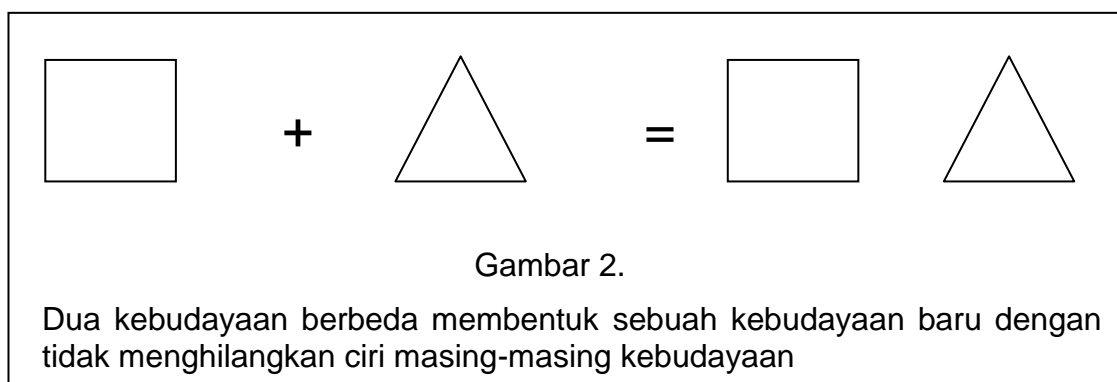 + =
Gambar 2.
Dua kebudayaan berbeda membentuk sebuah kebudayaan baru dengan
tidak menghilangkan ciri masing-masing kebudayaan